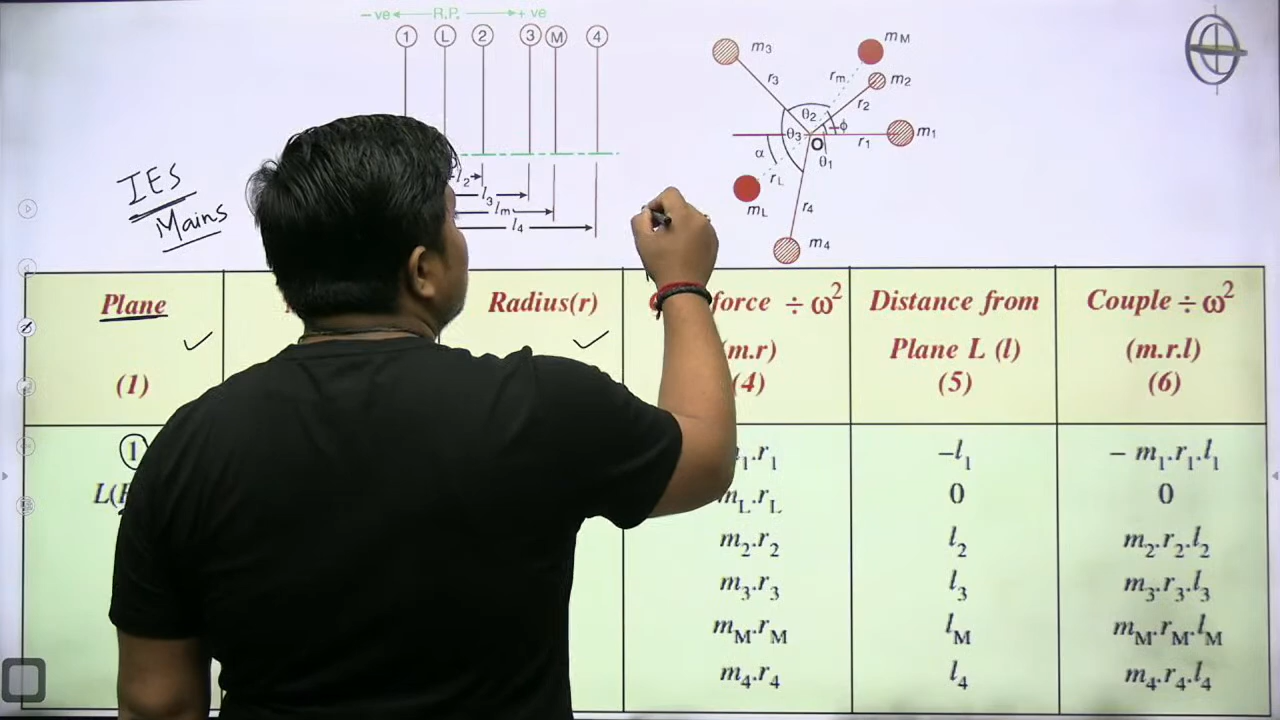 – ve R.P. + ve
1 L 2 3 M 4
l2
l3
lm
l4
m3
mM
m2
m1
mL
m4
r3
rm
r2
r1
rL
r4
θ2
θ3
θ1
ϕ
α
O
IES
Mains
Plane
(1)
Radius(r)
force ÷ ω²
(m.r)
(4)
Distance from
Plane L (l)
(5)
Couple ÷ ω²
(m.r.l)
(6)
1 .r1 –l1 – m1.r1.l1
L( mL.rL 0 0
m2.r2 l2 m2.r2.l2
m3.r3 l3 m3.r3.l3
mM.rM lM mM.rM.lM
m4.r4 l4 m4.r4.l4